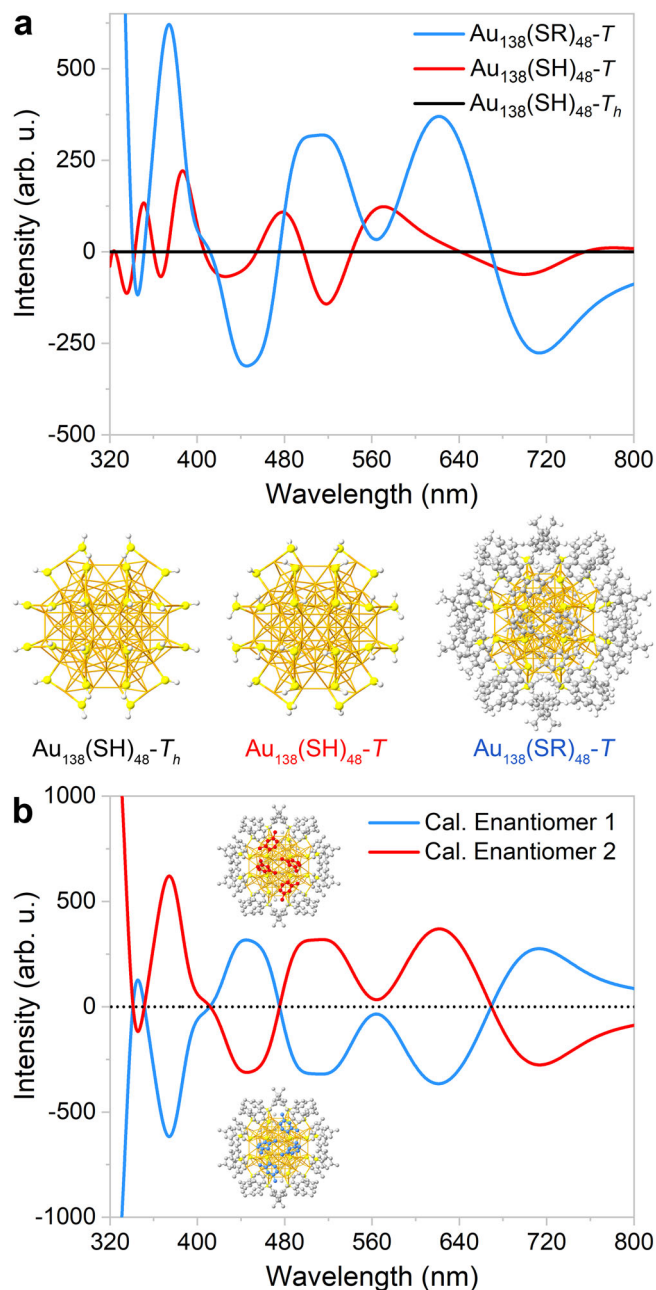 a
Intensity (arb. u.)
500
250
0
-250
-500
Au₁₃₈(SR)₄₈-T
Au₁₃₈(SH)₄₈-T
Au₁₃₈(SH)₄₈-Tₕ
320 400 480 560 640 720 800
Wavelength (nm)
Au₁₃₈(SH)₄₈-Tₕ
Au₁₃₈(SH)₄₈-T
Au₁₃₈(SR)₄₈-T
b
Intensity (arb. u.)
1000
500
0
-500
-1000
Cal. Enantiomer 1
Cal. Enantiomer 2
320 400 480 560 640 720 800
Wavelength (nm)